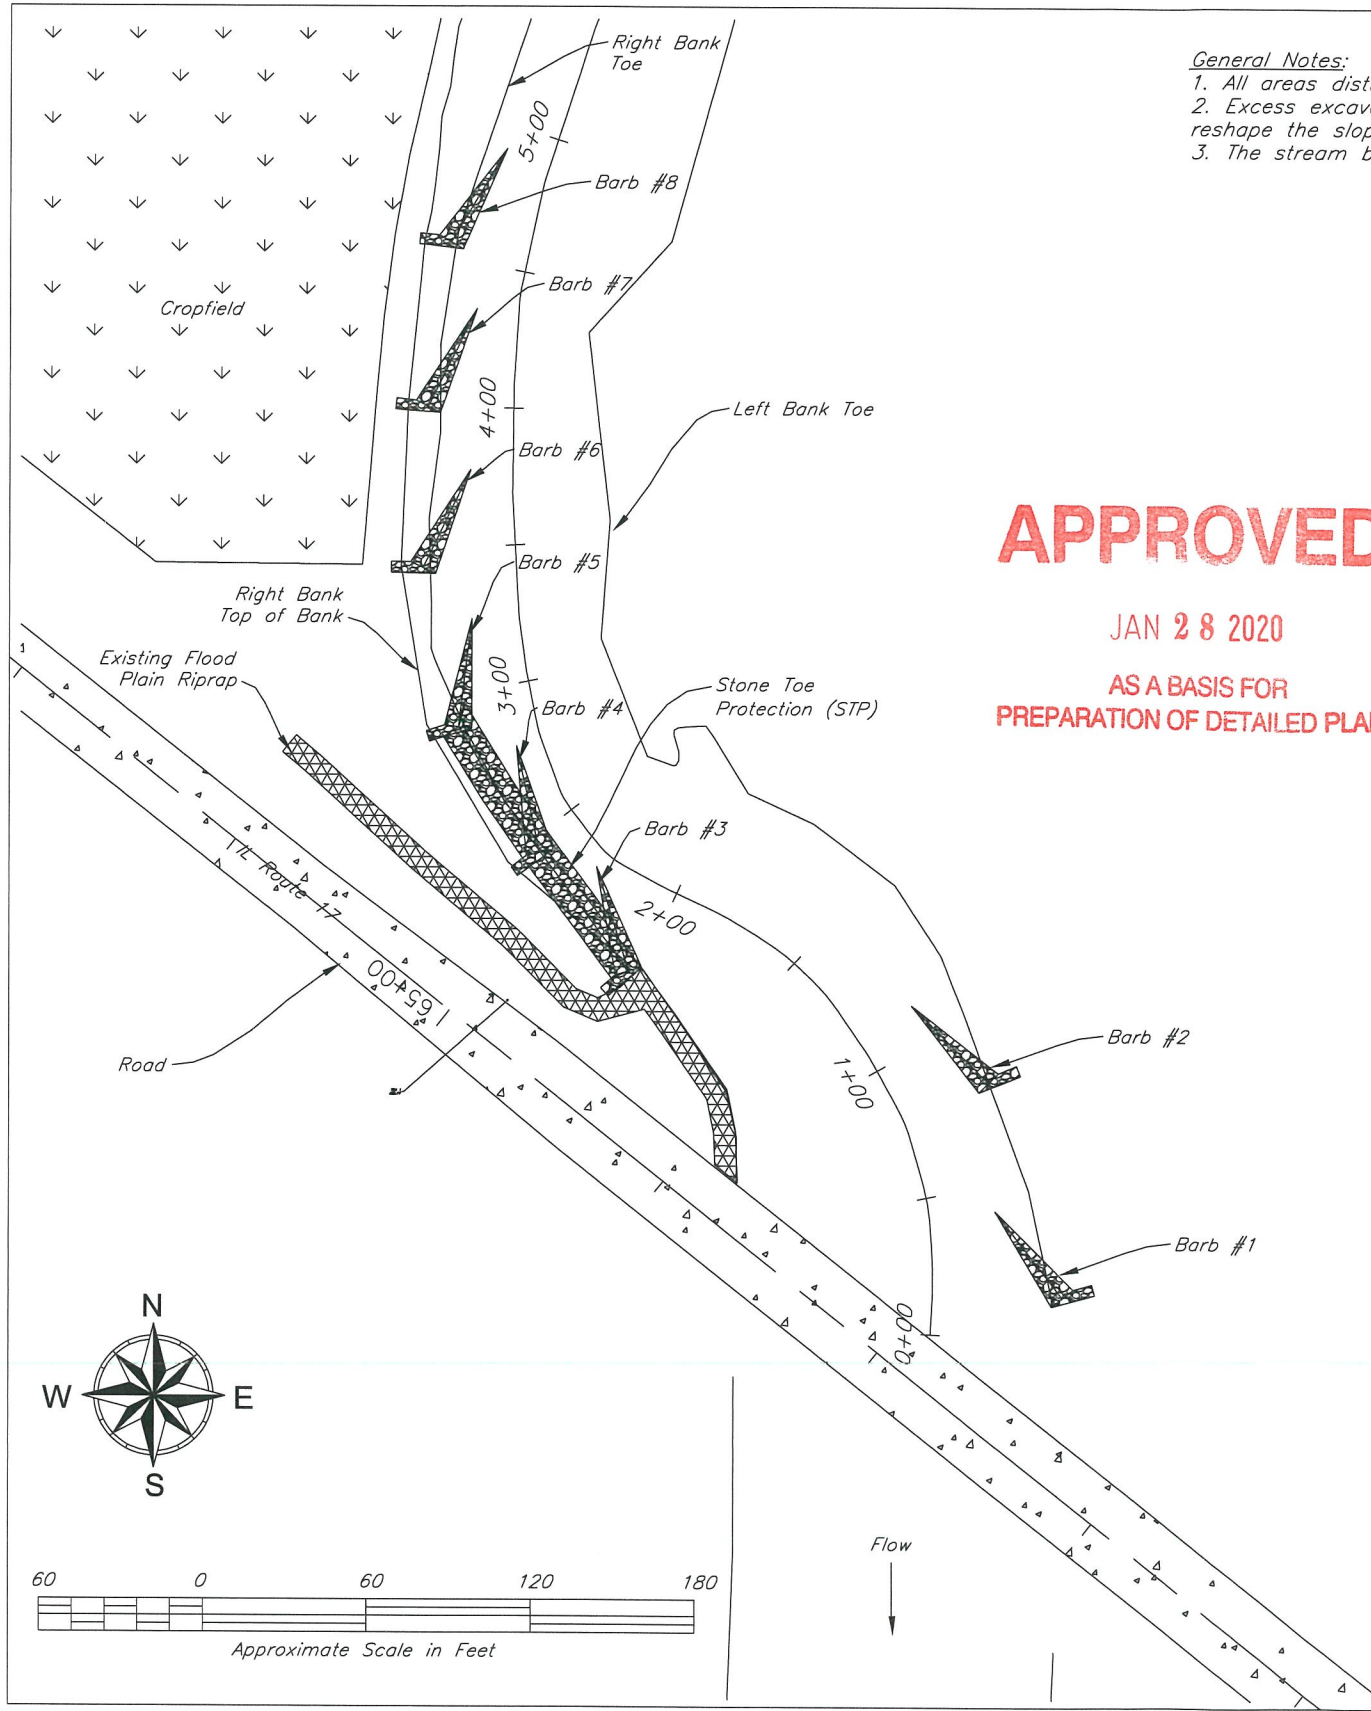 General Notes:
1. All areas
2. Excess
reshape the
3. The stream
Right Bank
Toe
5+00
Barb #8
Barb #7
Cropfield
4+00
Left Bank Toe
Barb #6
APPROVED
Barb #5
Right Bank
Top of Bank
JAN 28 2020
Existing Flood
Plain Riprap
3+00
Stone Toe
Protection (STP)
AS A BASIS FOR
PREPARATION OF DETAILED
Barb #4
Barb #3
IL Route 17
2+00
165+00
Road
Barb #2
1+00
Barb #1
0+00
N
W E
S
Flow
60 0 60 120 180
Approximate Scale in Feet